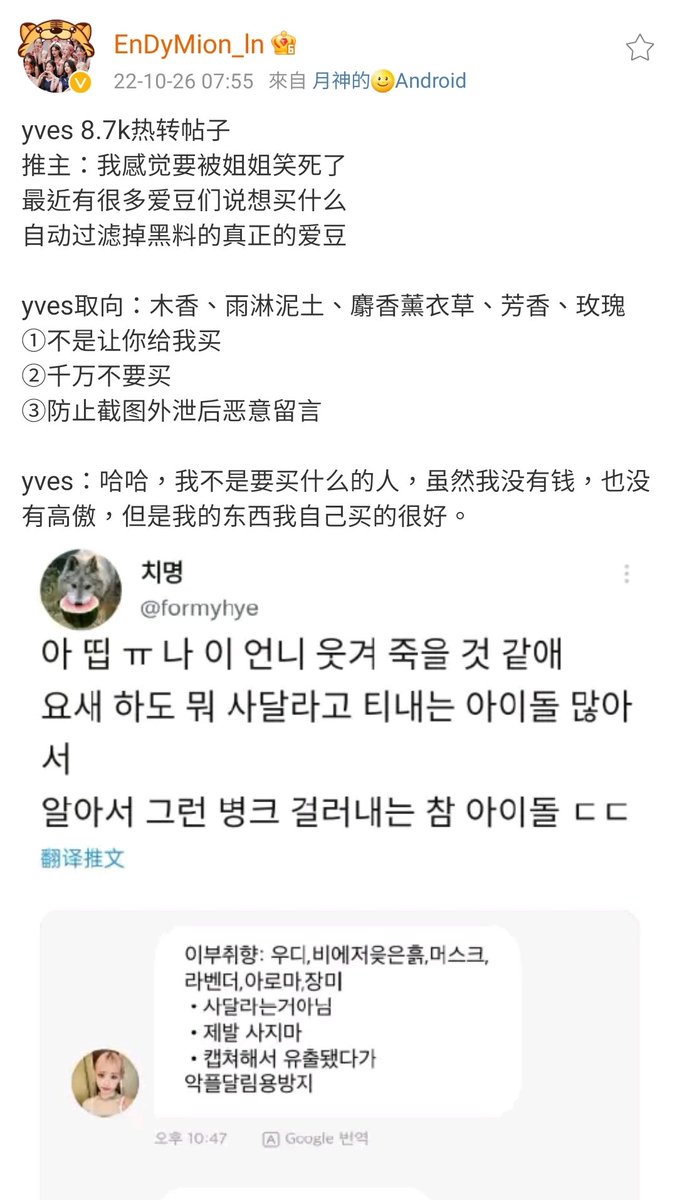 EnDyMion_ln
22-10-26 07:55 來自 月神的Android
yves 8.7k热转帖子
推主：我感觉要被姐姐笑死了
最近有很多爱豆们说想买什么
自动过滤掉黑料的真正的爱豆
yves取向：木香、雨淋泥土、麝香薰衣草、芳香、玫瑰
①不是让你给我买
②千万不要买
③防止截图外泄后恶意留言
yves：哈哈，我不是要买什么的人，虽然我没有钱，也没
有高傲，但是我的东西我自己买的很好。
치명
@formyhye
아 띱 ㅠ 나 이 언니 웃겨 죽을 것 같애
요새 하도 뭐 사달라고 티내는 아이돌 많아
서
알아서 그런 병크 걸러내는 참 아이돌 ㄷㄷ
翻译推文
이부취향: 우디,비에저윶은흙,머스크,
라벤더,아로마,장미
・사달라는거아님
・제발 사지마
・캡쳐해서 유출됐다가
악플달림용방지
오후 10:47 A Google 번역